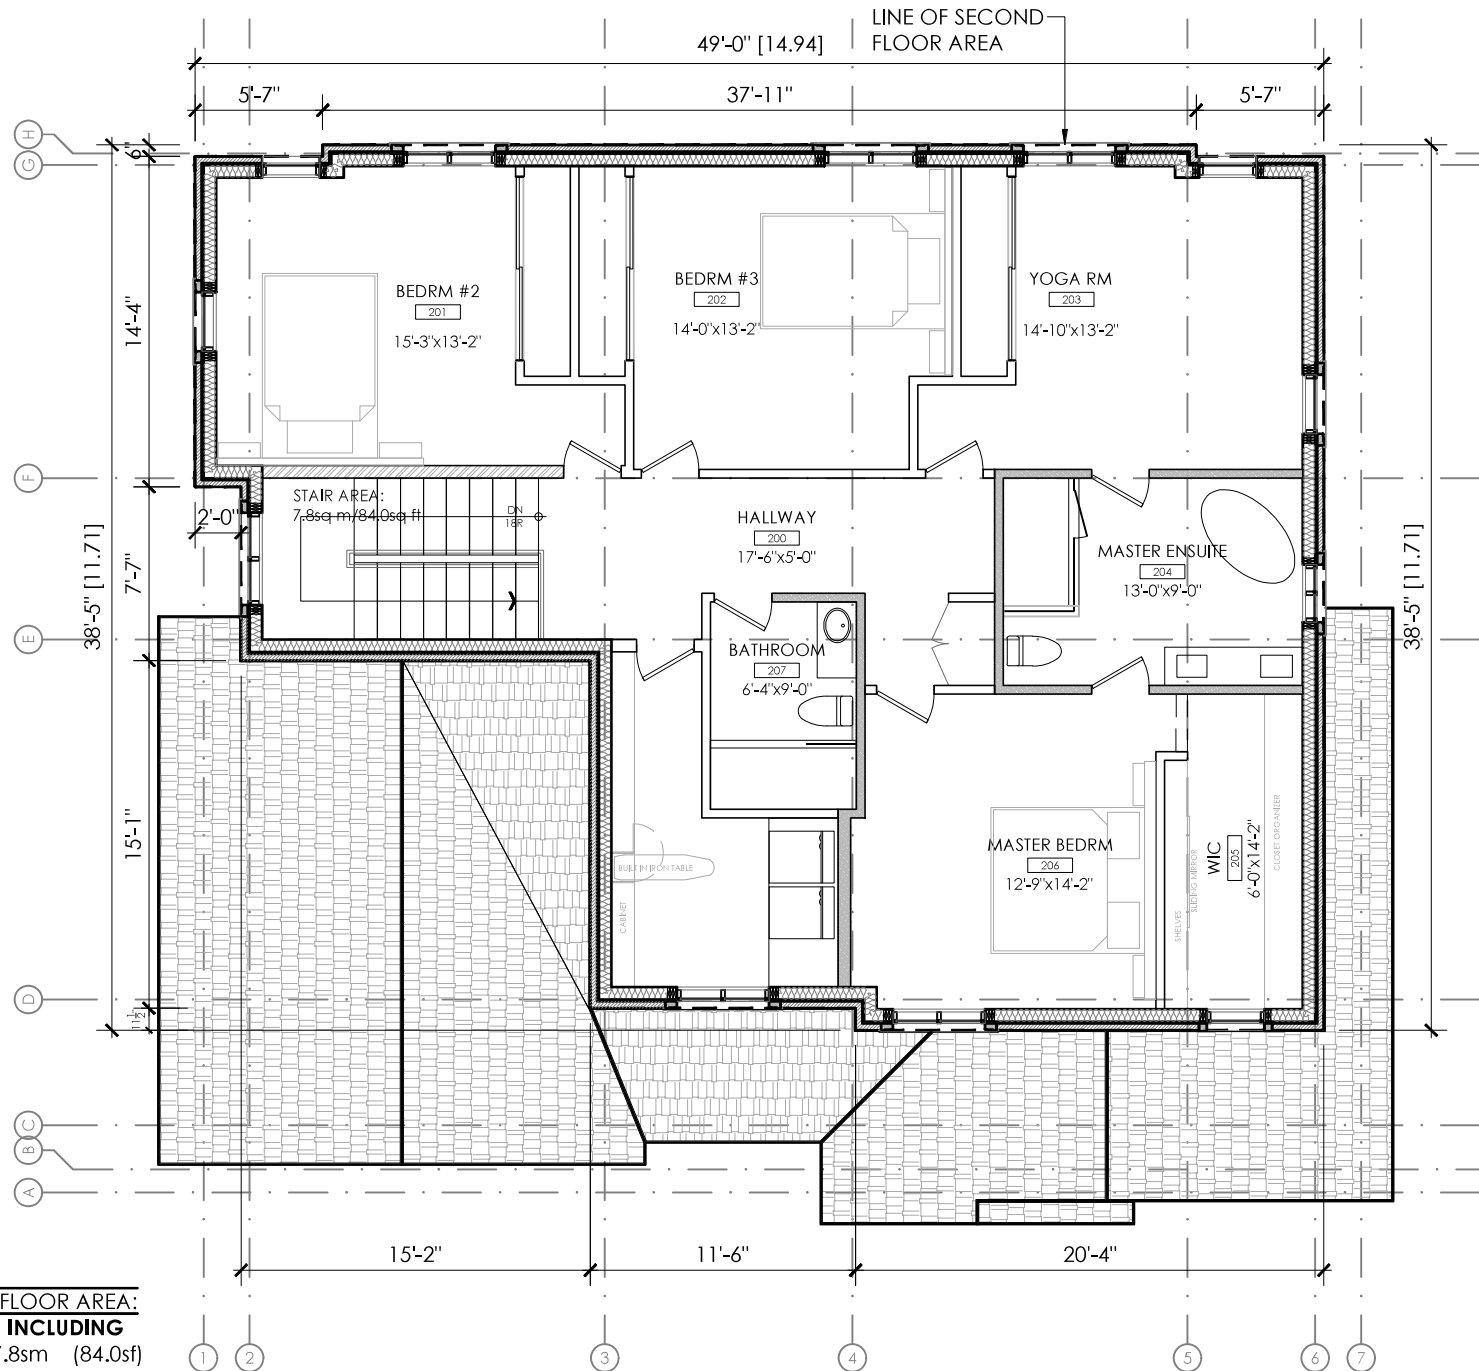 LINE OF SECOND
FLOOR AREA
49'-0" [14.94]
5'-7"
37'-11"
5'-7"
H
G
6"
14'-4"
BEDRM #2
201
15'-3"x13'-2"
BEDRM #3
202
14'-0"x13'-2"
YOGA RM
203
14'-10"x13'-2"
F
2'-0"
STAIR AREA:
7.8sq m/84.0sq ft
DN
18R
HALLWAY
200
17'-6"x5'-0"
MASTER ENSUITE
204
13'-0"x9'-0"
38'-5" [11.71]
7'-7"
38'-5" [11.71]
E
BATHROOM
207
6'-4"x9'-0"
15'-1"
BUILT IN IRON TABLE
CABINET
MASTER BEDRM
206
12'-9"x14'-2"
SHELVES
SLIDING MIRROR
WIC
205
6'-0"x14'-2"
CLOSET ORGANIZER
D
11 1/2"
C
B
A
15'-2"
11'-6"
20'-4"
FLOOR AREA:
INCLUDING
7.8sm (84.0sf)
1
2
3
4
5
6
7